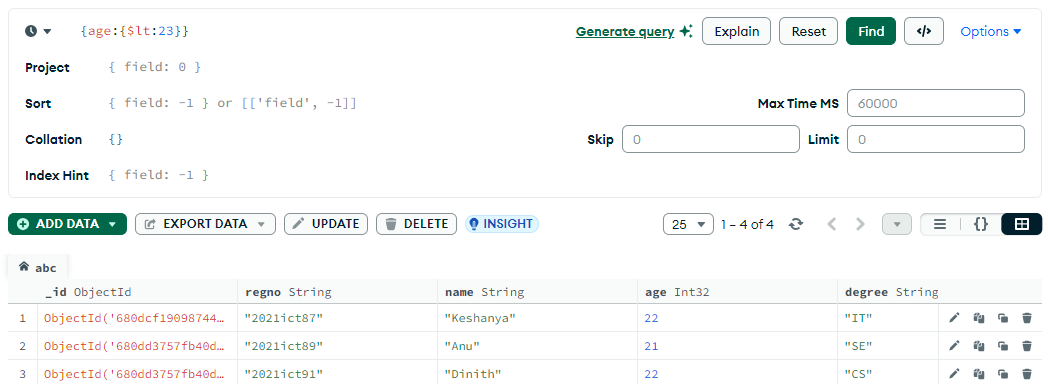 {age:{$lt:23}} Generate query Explain Reset Find </> Options
Project { field: 0 }
Sort { field: -1 } or [['field', -1]] Max Time MS 60000
Collation {} Skip 0 Limit 0
Index Hint { field: -1 }
ADD DATA EXPORT DATA UPDATE DELETE INSIGHT 25 1 – 4 of 4 {}
abc
_id ObjectId regno String name String age Int32 degree String
1 ObjectId('680dcf19098744… "2021ict87" "Keshanya" 22 "IT"
2 ObjectId('680dd3757fb40d… "2021ict89" "Anu" 21 "SE"
3 ObjectId('680dd3757fb40d… "2021ict91" "Dinith" 22 "CS"